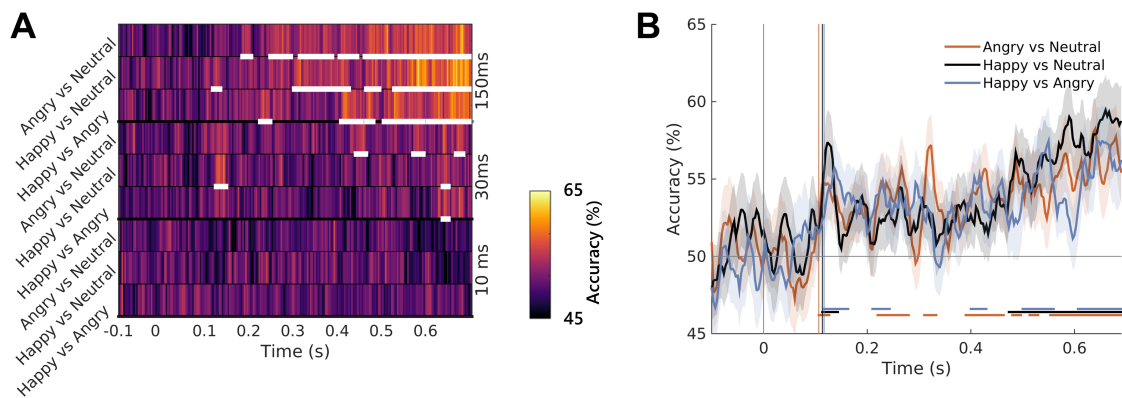 A
Angry vs Neutral
Happy vs Neutral
Happy vs Angry
Angry vs Neutral
Happy vs Neutral
Happy vs Angry
Angry vs Neutral
Happy vs Neutral
Happy vs Angry
150ms
30ms
10 ms
-0.1 0 0.1 0.2 0.3 0.4 0.5 0.6
Time (s)
65
45
Accuracy (%)
B
Angry vs Neutral
Happy vs Neutral
Happy vs Angry
65
60
55
50
45
Accuracy (%)
0 0.2 0.4 0.6
Time (s)